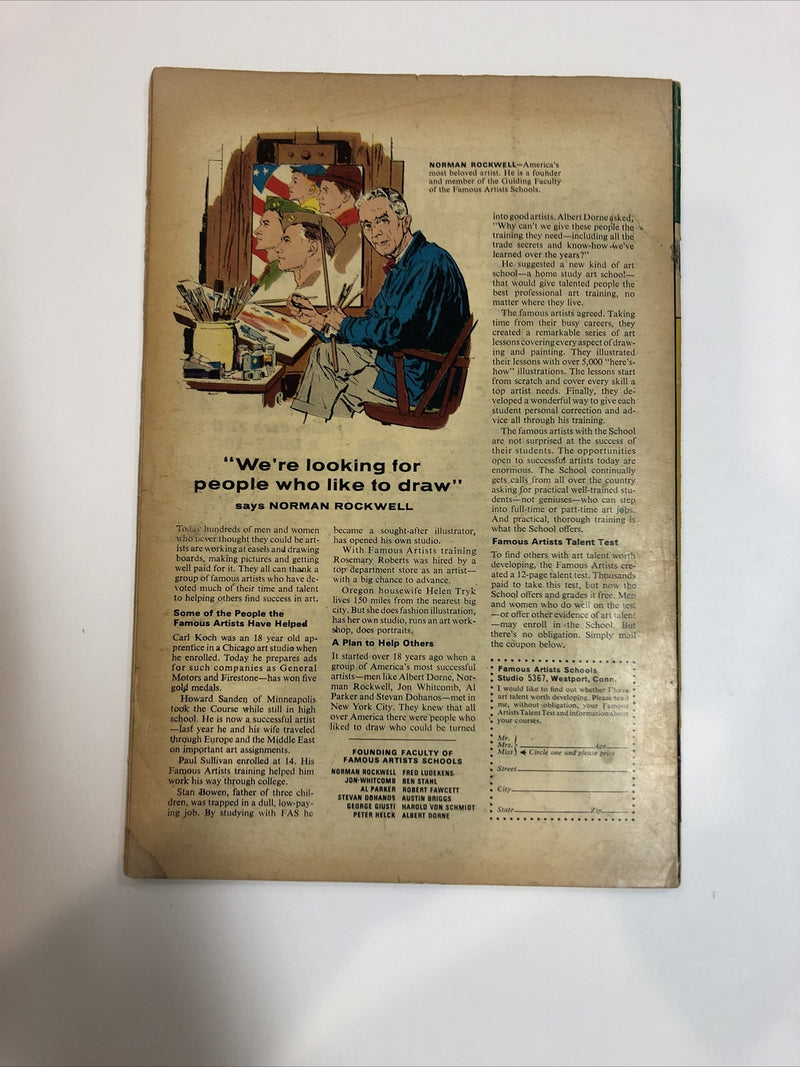 NORMAN ROCKWELL—America's
most beloved artist. He is a founder
and member of the Guiding Faculty
of the Famous Artists Schools.
"We're looking for
people who like to draw"
says NORMAN ROCKWELL
Today hundreds of men and women
who never thought they could be art-
ists are working at easels and drawing
boards, making pictures and getting
well paid for it. They all can thank a
group of famous artists who have de-
voted much of their time and talent
to helping others find success in art.
Some of the People the
Famous Artists Have Helped
Carl Koch was an 18 year old ap-
prentice in a Chicago art studio when
he enrolled. Today he prepares ads
for such companies as General
Motors and Firestone—has won five
gold medals.
Howard Sanden of Minneapolis
took the Course while still in high
school. He is now a successful artist
—last year he and his wife traveled
through Europe and the Middle East
on important art assignments.
Paul Sullivan enrolled at 14. His
Famous Artists training helped him
work his way through college.
Stan Bowen, father of three chil-
dren, was trapped in a dull, low-pay-
ing job. By studying with FAS he
became a sought-after illustrator,
has opened his own studio.
With Famous Artists training
Rosemary Roberts was hired by a
top department store as an artist—
with a big chance to advance.
Oregon housewife Helen Tryk
lives 150 miles from the nearest big
city. But she does fashion illustration,
has her own studio, runs an art work-
shop, does portraits.
A Plan to Help Others
It started over 18 years ago when a
group of America's most successful
artists—men like Albert Dorne, Nor-
man Rockwell, Jon Whitcomb, Al
Parker and Stevan Dohanos—met in
New York City. They knew that all
over America there were people who
liked to draw who could be turned
FOUNDING FACULTY OF
FAMOUS ARTISTS SCHOOLS
NORMAN ROCKWELL FRED LUDEKENS
JON WHITCOMB BEN STAHL
AL PARKER ROBERT FAWCETT
STEVAN DOHANOS AUSTIN BRIGGS
GEORGE GIUSTI HAROLD VON SCHMIDT
PETER HELCK ALBERT DORNE
into good artists. Albert Dorne asked,
"Why can't we give these people the
training they need—including all the
trade secrets and know-how we've
learned over the years?"
He suggested a new kind of art
school—a home study art school—
that would give talented people the
best professional art training, no
matter where they live.
The famous artists agreed. Taking
time from their busy careers, they
created a remarkable series of art
lessons covering every aspect of draw-
ing and painting. They illustrated
their lessons with over 5,000 "here's-
how" illustrations. The lessons start
from scratch and cover every skill a
top artist needs. Finally, they de-
veloped a wonderful way to give each
student personal correction and ad-
vice all through his training.
The famous artists with the School
are not surprised at the success of
their students. The opportunities
open to successful artists today are
enormous. The School continually
gets calls from all over the country
asking for practical well-trained stu-
dents—not geniuses—who can step
into full-time or part-time art jobs.
And practical, thorough training is
what the School offers.
Famous Artists Talent Test
To find others with art talent worth
developing, the Famous Artists cre-
ated a 12-page talent test. Thousands
paid to take this test, but now the
School offers and grades it free. Men
and women who do well on the test
—or offer other evidence of art talent
—may enroll in the School. But
there's no obligation. Simply mail
the coupon below.
Famous Artists Schools
Studio 5367, Westport, Conn.
I would like to find out whether I have
art talent worth developing. Please send
me, without obligation, your Famous
Artists Talent Test and information about
your courses.
Mr.
Mrs. Age
Miss Circle one and please print
Street
City
State Zip